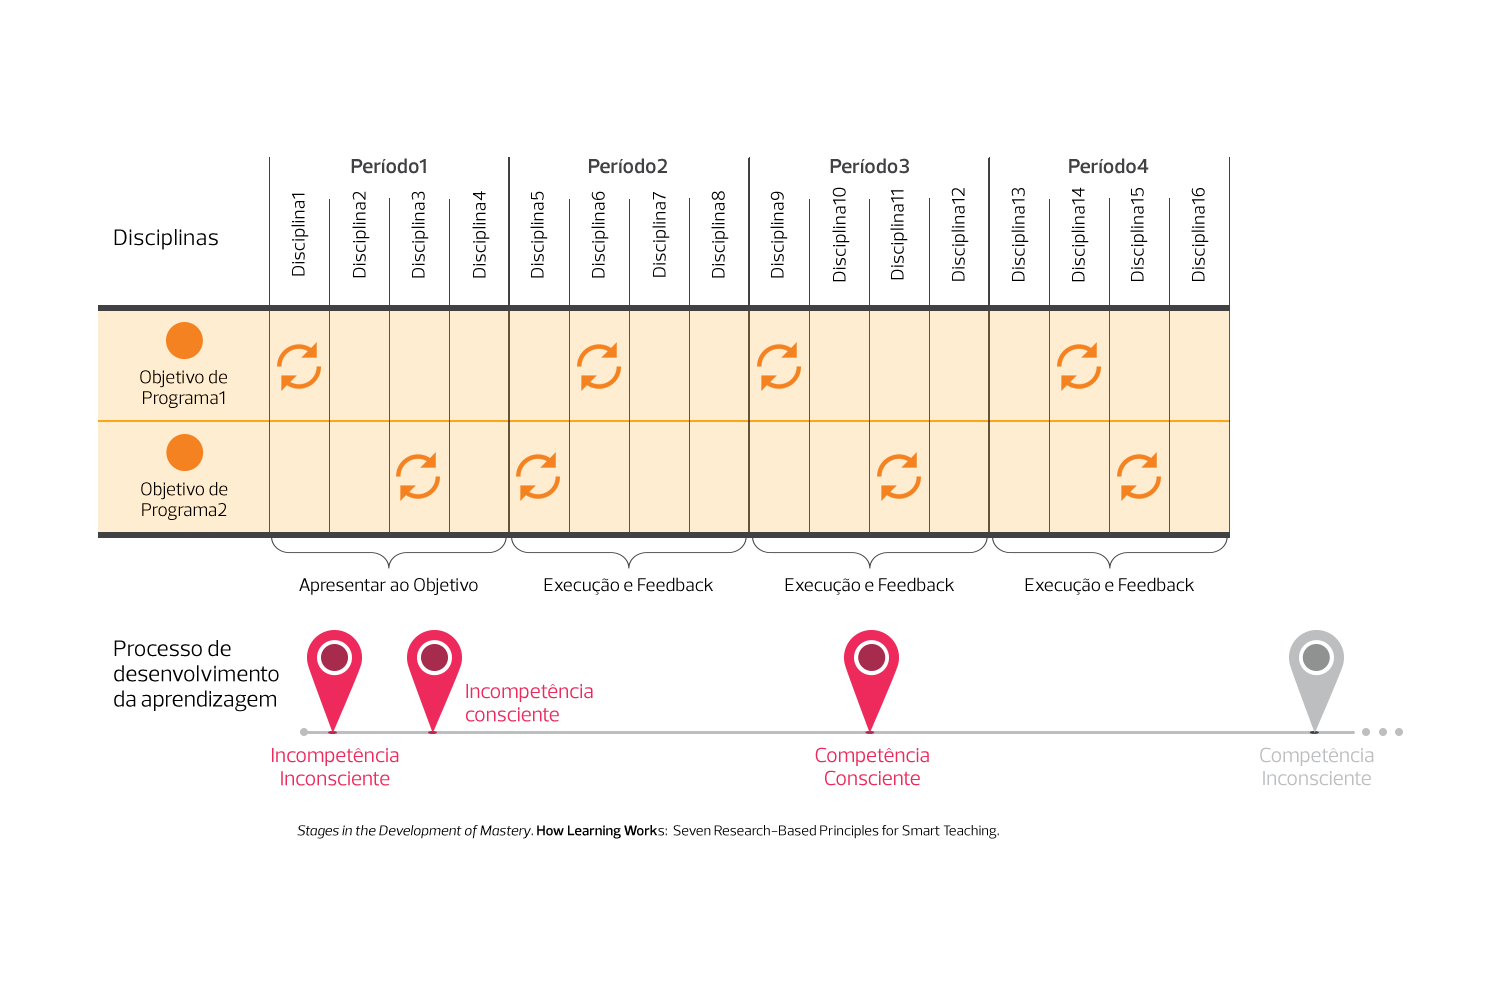 Período1
Período2
Período3
Período4
Disciplinas
Disciplina1
Disciplina2
Disciplina3
Disciplina4
Disciplina5
Disciplina6
Disciplina7
Disciplina8
Disciplina9
Disciplina10
Disciplina11
Disciplina12
Disciplina13
Disciplina14
Disciplina15
Disciplina16
Objetivo de
Programa1
Objetivo de
Programa2
Apresentar ao Objetivo
Execução e Feedback
Execução e Feedback
Execução e Feedback
Processo de
desenvolvimento
da aprendizagem
Incompetência
Inconsciente
Incompetência
consciente
Competência
Consciente
Competência
Inconsciente
Stages in the Development of Mastery. How Learning Works: Seven Research-Based Principles for Smart Teaching.